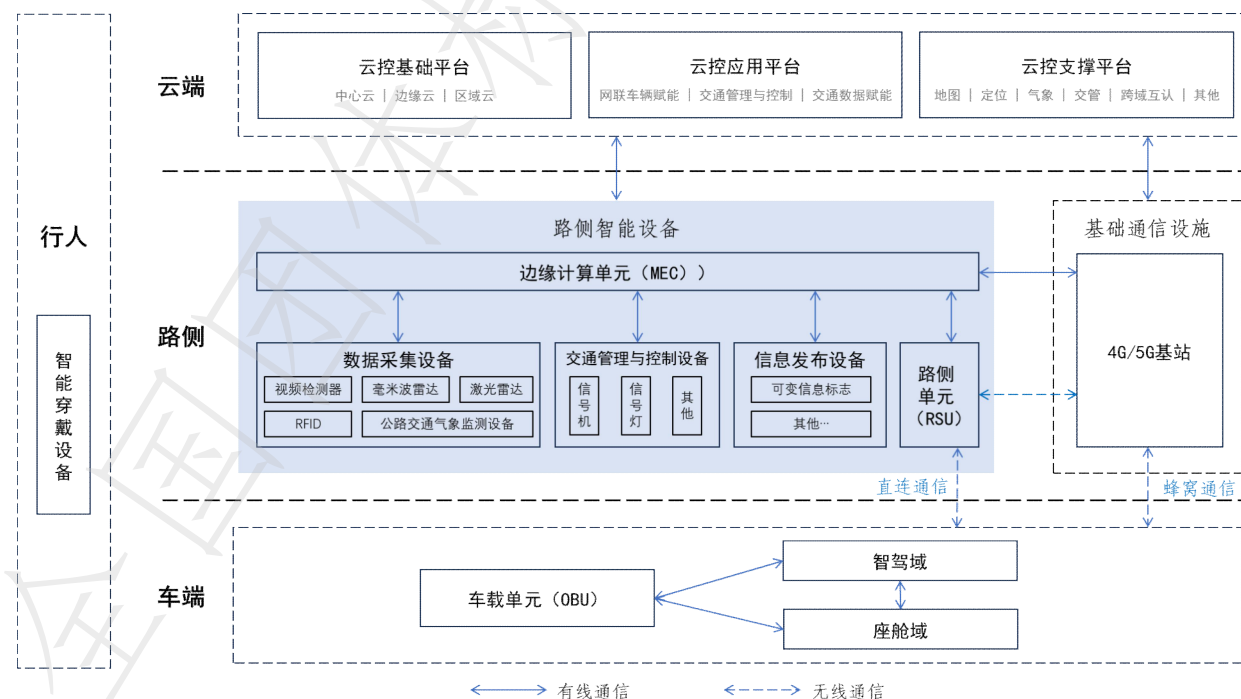 云端
云控基础平台
中心云 | 边缘云 | 区域云
云控应用平台
网联车辆赋能 | 交通管理与控制 | 交通数据赋能
云控支撑平台
地图 | 定位 | 气象 | 交管 | 跨域互认 | 其他
行人
智能穿戴设备
路侧
路侧智能设备
边缘计算单元（MEC））
数据采集设备
视频检测器
毫米波雷达
激光雷达
RFID
公路交通气象监测设备
交通管理与控制设备
信号机
信号灯
其他
信息发布设备
可变信息标志
其他…
路侧
单元
(RSU)
基础通信设施
4G/5G基站
直连通信
蜂窝通信
车端
车载单元（OBU）
智驾域
座舱域
有线通信
无线通信
全国团体标